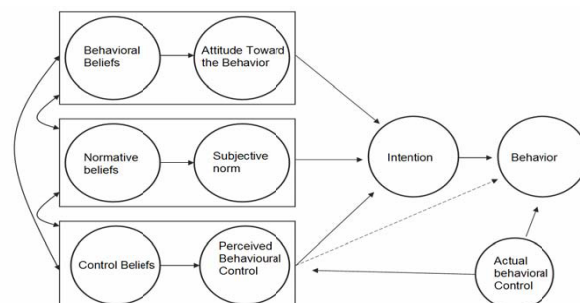 Behavioral
Beliefs
Attitude Toward
the Behavior
Normative
beliefs
Subjective
norm
Intention
Behavior
Control Beliefs
Perceived
Behavioural
Control
Actual
behavioral
Control